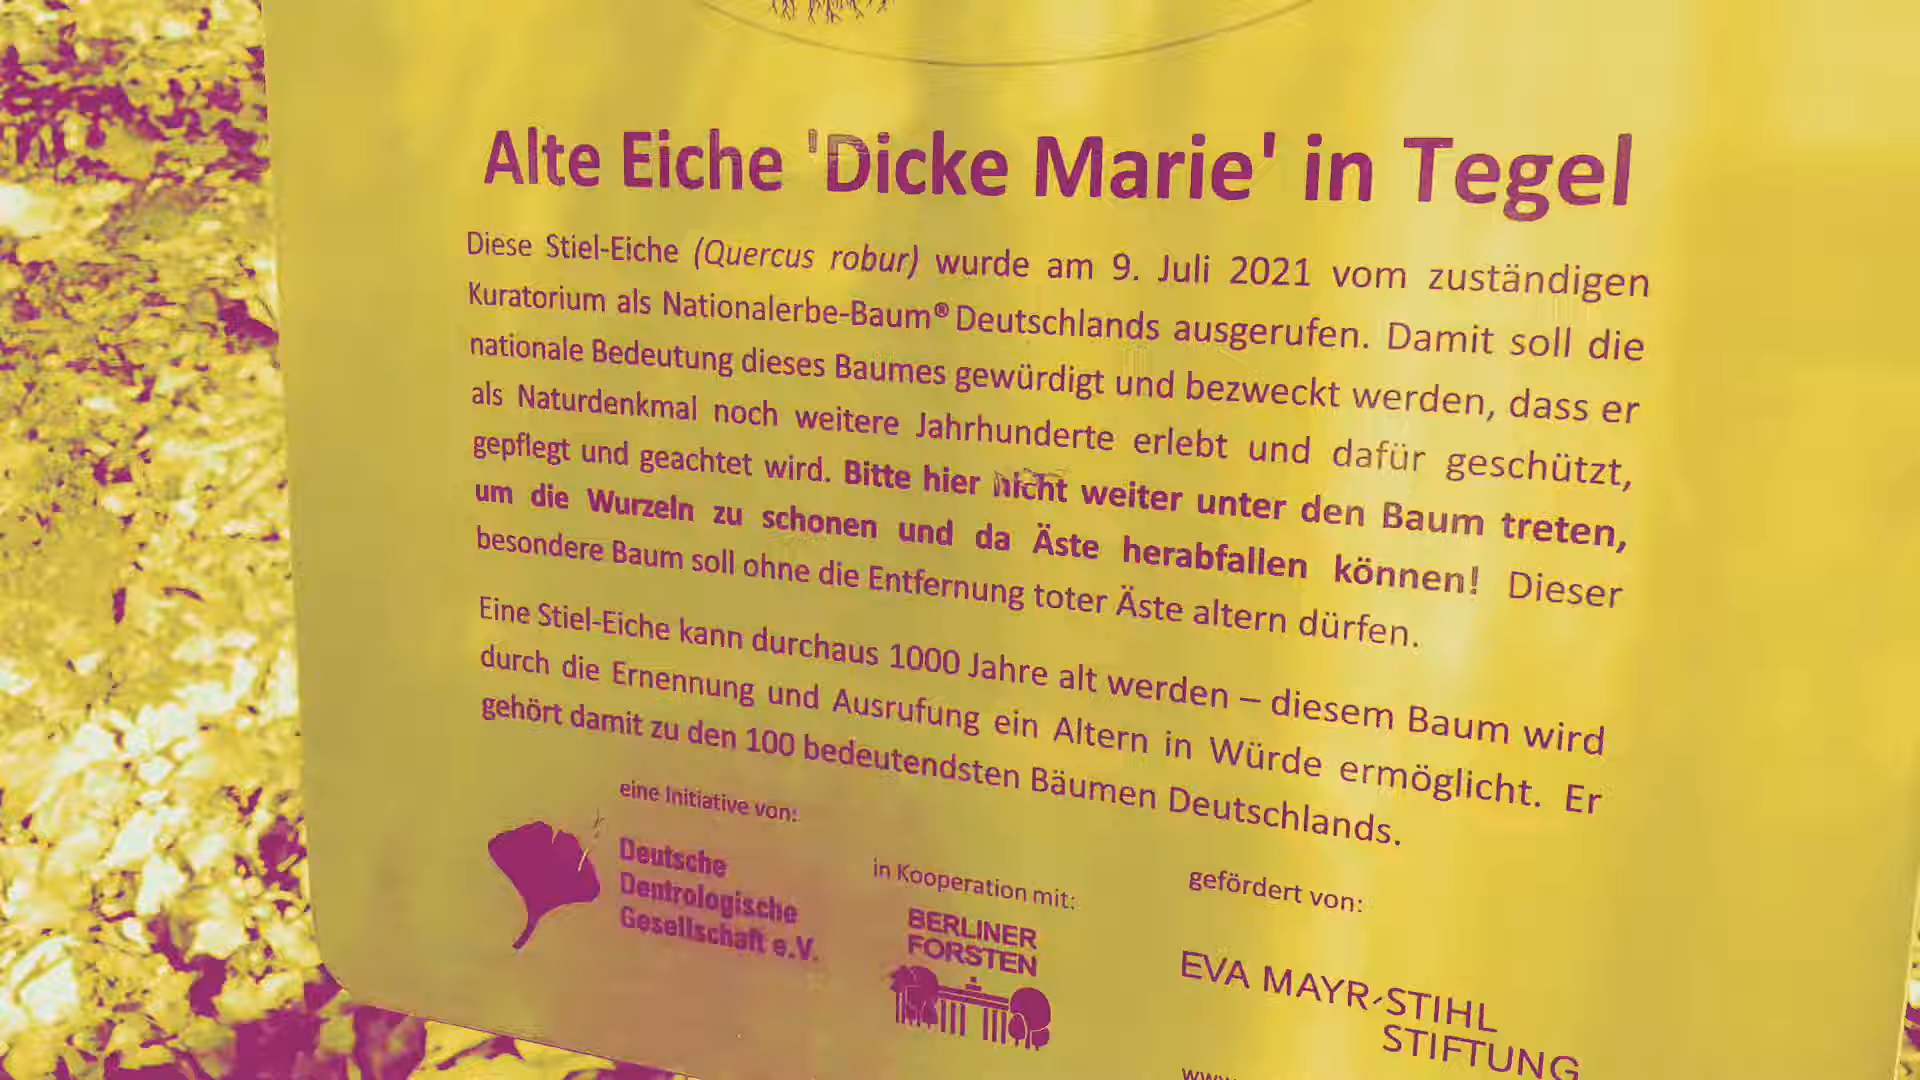 Alte Eiche 'Dicke Marie' in Tegel
Diese Stiel-Eiche (Quercus robur) wurde am 9. Juli 2021 vom zuständigen
Kuratorium als Nationalerbe-Baum® Deutschlands ausgerufen. Damit soll die
nationale Bedeutung dieses Baumes gewürdigt und bezweckt werden, dass er
als Naturdenkmal noch weitere Jahrhunderte erlebt und dafür geschützt,
gepflegt und geachtet wird. Bitte hier nicht weiter unter den Baum treten,
um die Wurzeln zu schonen und da Äste herabfallen können! Dieser
besondere Baum soll ohne die Entfernung toter Äste altern dürfen.
Eine Stiel-Eiche kann durchaus 1000 Jahre alt werden – diesem Baum wird
durch die Ernennung und Ausrufung ein Altern in Würde ermöglicht. Er
gehört damit zu den 100 bedeutendsten Bäumen Deutschlands.
eine Initiative von:
Deutsche
Dentrologische
Gesellschaft e.V.
in Kooperation mit:
BERLINER
FORSTEN
gefördert von:
EVA MAYR-STIHL
STIFTUNG